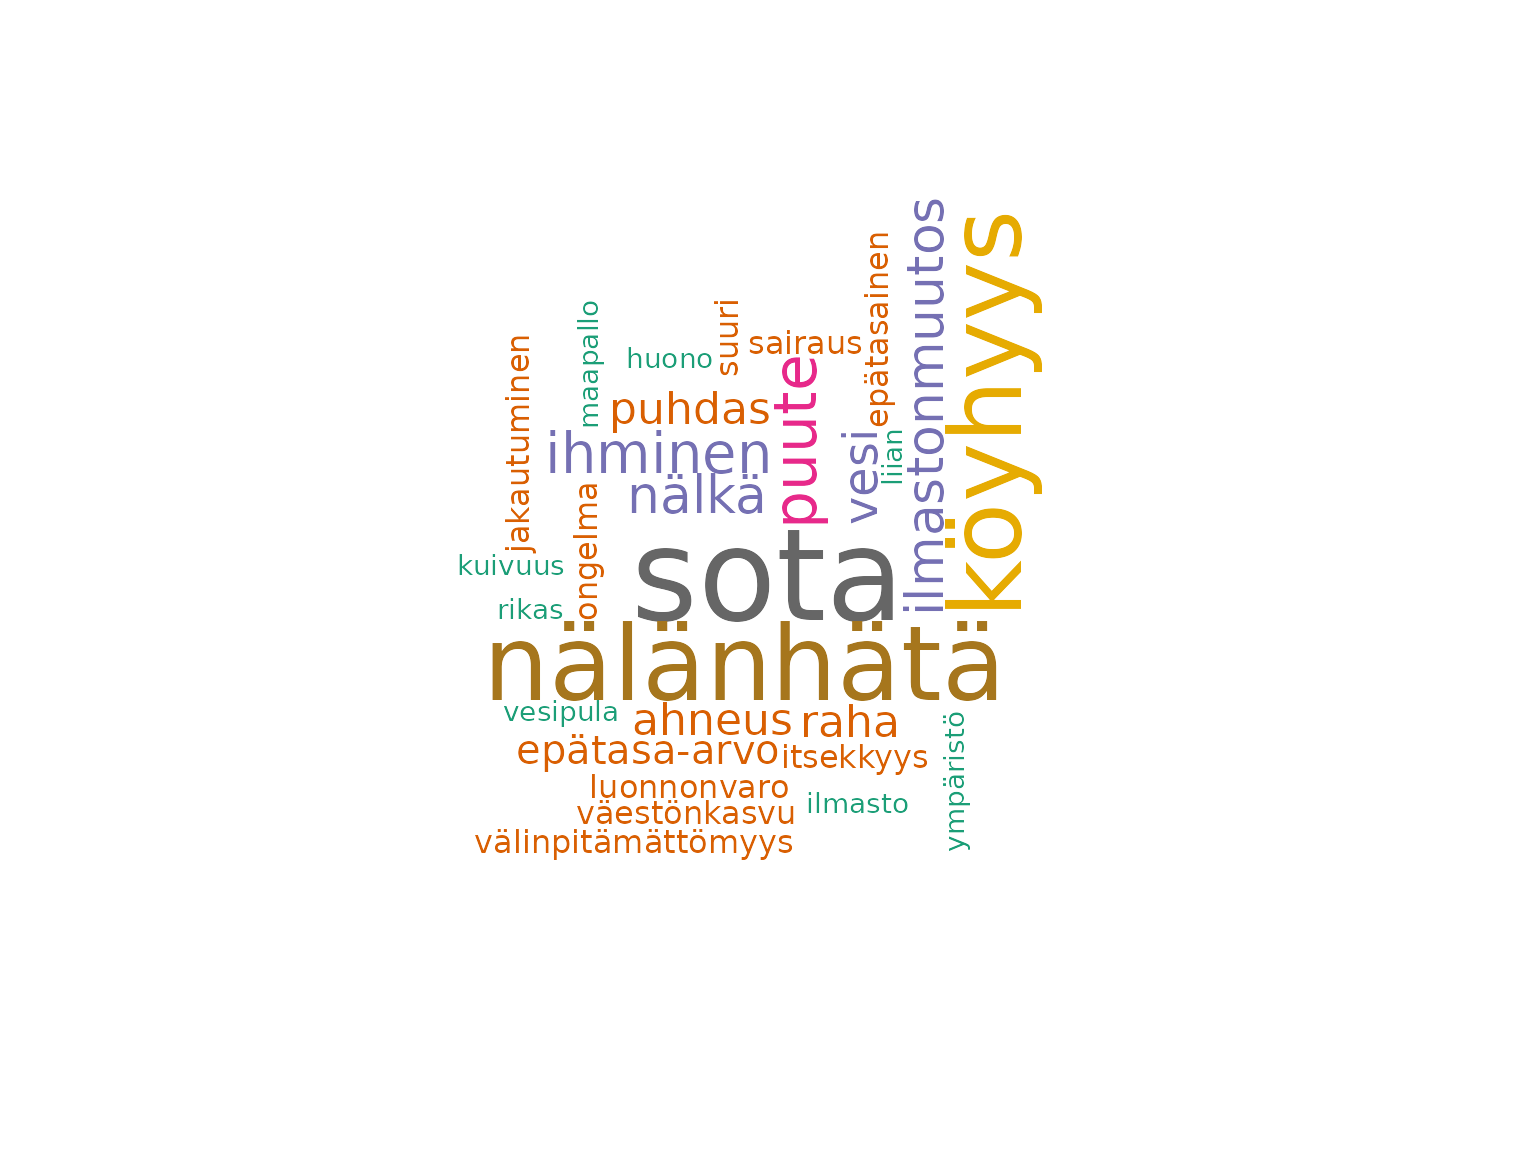 ilmastonmuutos
köyhyys
epätasainen
suuri
maapallo
sairaus
jakautuminen
huono
puute
puhdas
vesi
liian
ihminen
nälkä
ongelma
sota
kuivuus
rikas
nälänhätä
vesipula
ahneus
raha
ympäristö
epätasa-arvo
itsekkyys
luonnonvaro
ilmasto
väestönkasvu
välinpitämättömyys